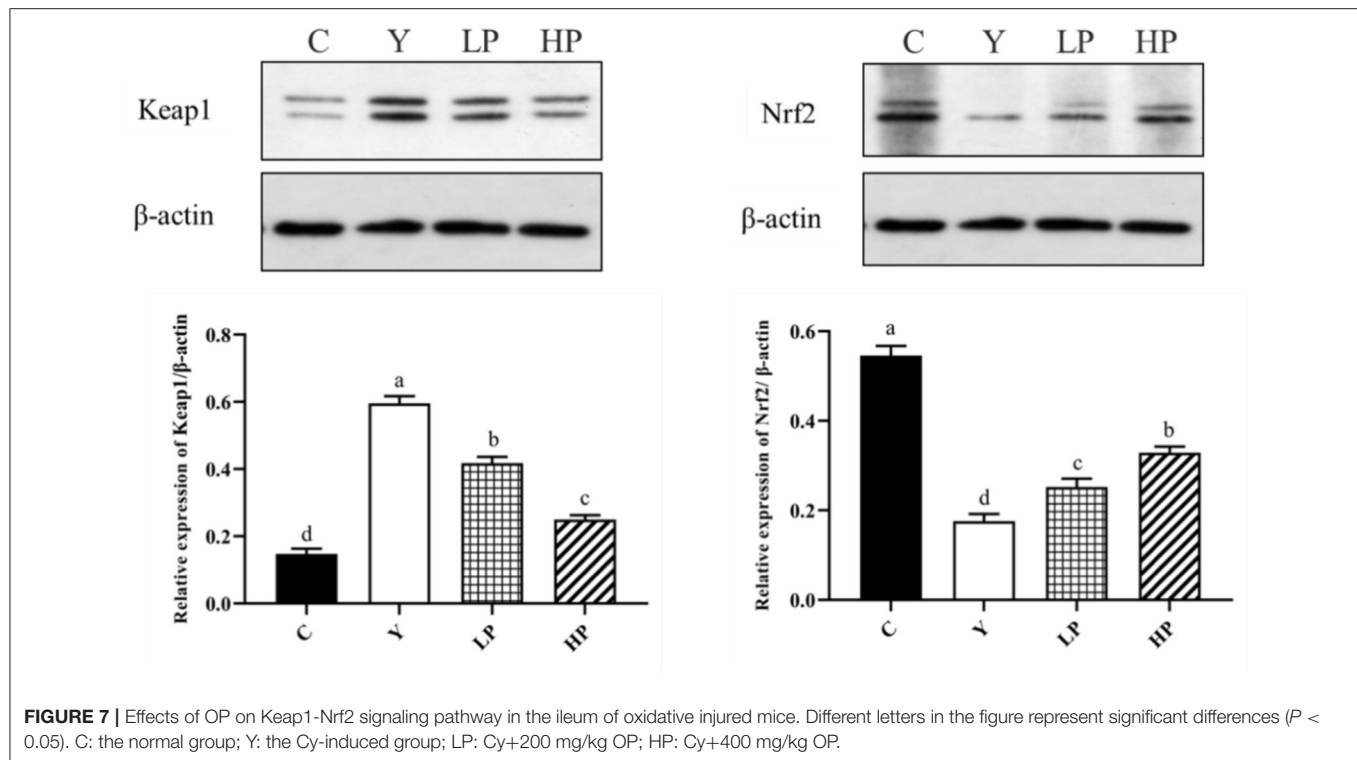 C Y LP HP
Keap1
β-actin
C Y LP HP
Nrf2
β-actin
Relative expression of Keap1/β-actin
0.8
0.6
0.4
0.2
0.0
d
a
b
c
C
Y
LP
HP
Relative expression of Nrf2/ β-actin
0.6
0.4
0.2
0.0
a
d
c
b
C
Y
LP
HP
FIGURE 7 | Effects of OP on Keap1-Nrf2 signaling pathway in the ileum of oxidative injured mice. Different letters in the figure represent significant differences (P <
0.05). C: the normal group; Y: the Cy-induced group; LP: Cy+200 mg/kg OP; HP: Cy+400 mg/kg OP.